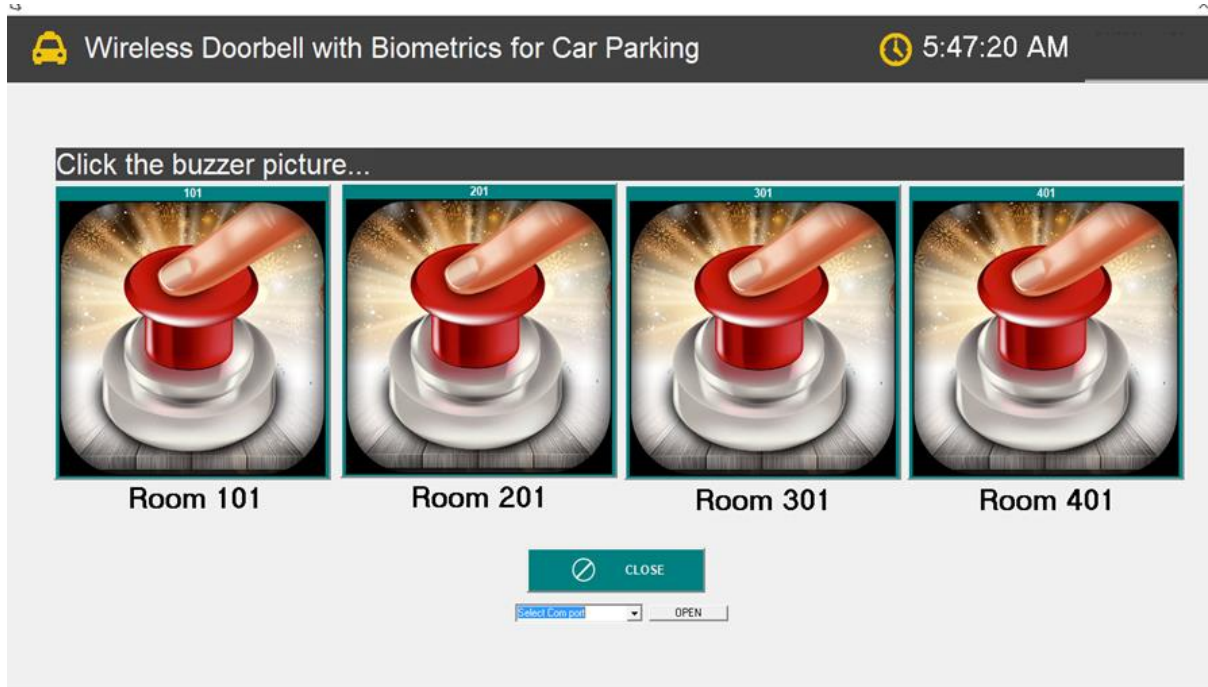 Wireless Doorbell with Biometrics for Car Parking
5:47:20 AM
Click the buzzer picture...
101
201
301
401
Room 101
Room 201
Room 301
Room 401
CLOSE
Select Com port
OPEN